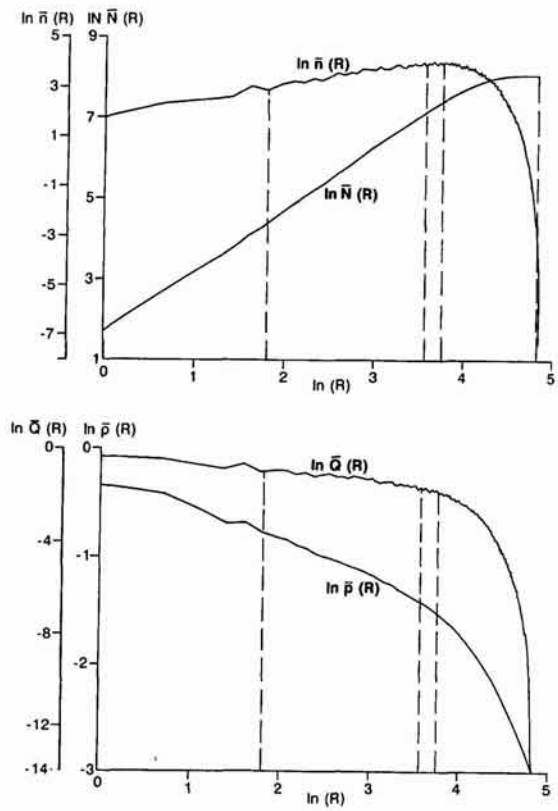 ln n̄ (R) IN N̄ (R)
5 9
3 7
1
-1 5
-3
-5 3
-7
1
ln n̄ (R)
ln N̄ (R)
0 1 2 3 4 5
ln (R)
ln Q̄ (R) ln ρ̄ (R)
0 -0
-4
-1
-8
-2
-12
-14 -3
ln Q̄ (R)
ln ρ̄ (R)
0 1 2 3 4 5
ln (R)